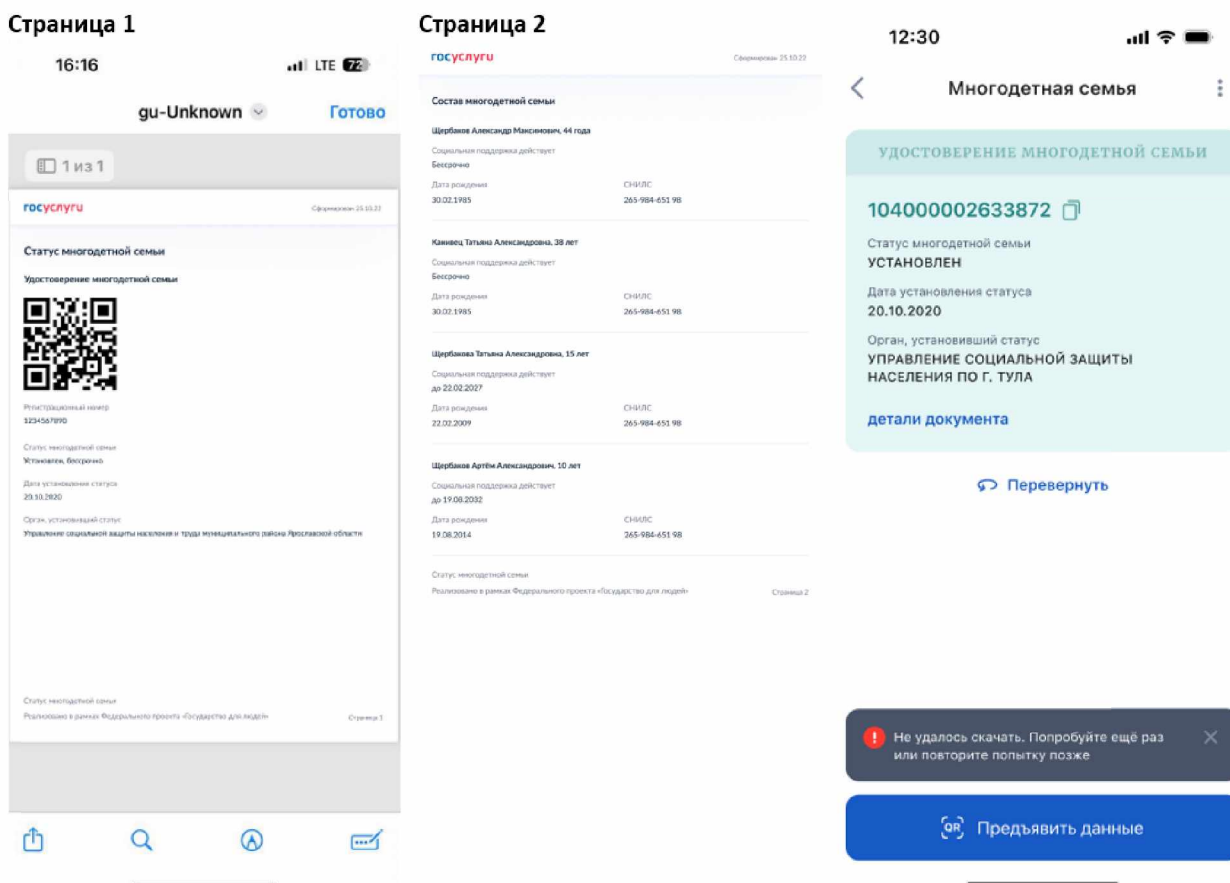 Страница 1
16:16
LTE 72
gu-Unknown
Готово
1 из 1
госуслуги
Сформирован 25.10.22
Статус многодетной семьи
Удостоверение многодетной семьи
Регистрационный номер
1234567890
Статус многодетной семьи
Установлен, бессрочно
Дата установления статуса
20.10.2020
Орган, установивший статус
Управление социальной защиты населения и труда муниципального района Ярославской области
Статус многодетной семьи
Реализовано в рамках Федерального проекта «Государство для людей»
Страница 1
Страница 2
госуслуги
Сформирован 25.10.22
Состав многодетной семьи
Щербаков Александр Максимович, 44 года
Социальная поддержка действует
Бессрочно
Дата рождения СНИЛС
30.02.1985 265-984-651 98
Канивец Татьяна Александровна, 38 лет
Социальная поддержка действует
Бессрочно
Дата рождения СНИЛС
30.02.1985 265-984-651 98
Щербакова Татьяна Александровна, 15 лет
Социальная поддержка действует
до 22.02.2027
Дата рождения СНИЛС
22.02.2009 265-984-651 98
Щербаков Артём Александрович, 10 лет
Социальная поддержка действует
до 19.08.2032
Дата рождения СНИЛС
19.08.2014 365-984-651 98
Статус многодетной семьи
Реализовано в рамках Федерального проекта «Государство для людей»
Страница 2
12:30
Многодетная семья
УДОСТОВЕРЕНИЕ МНОГОДЕТНОЙ СЕМЬИ
104000002633872
Статус многодетной семьи
УСТАНОВЛЕН
Дата установления статуса
20.10.2020
Орган, установивший статус
УПРАВЛЕНИЕ СОЦИАЛЬНОЙ ЗАЩИТЫ
НАСЕЛЕНИЯ ПО Г. ТУЛА
детали документа
Перевернуть
Не удалось скачать. Попробуйте ещё раз
или повторите попытку позже
QR Предъявить данные